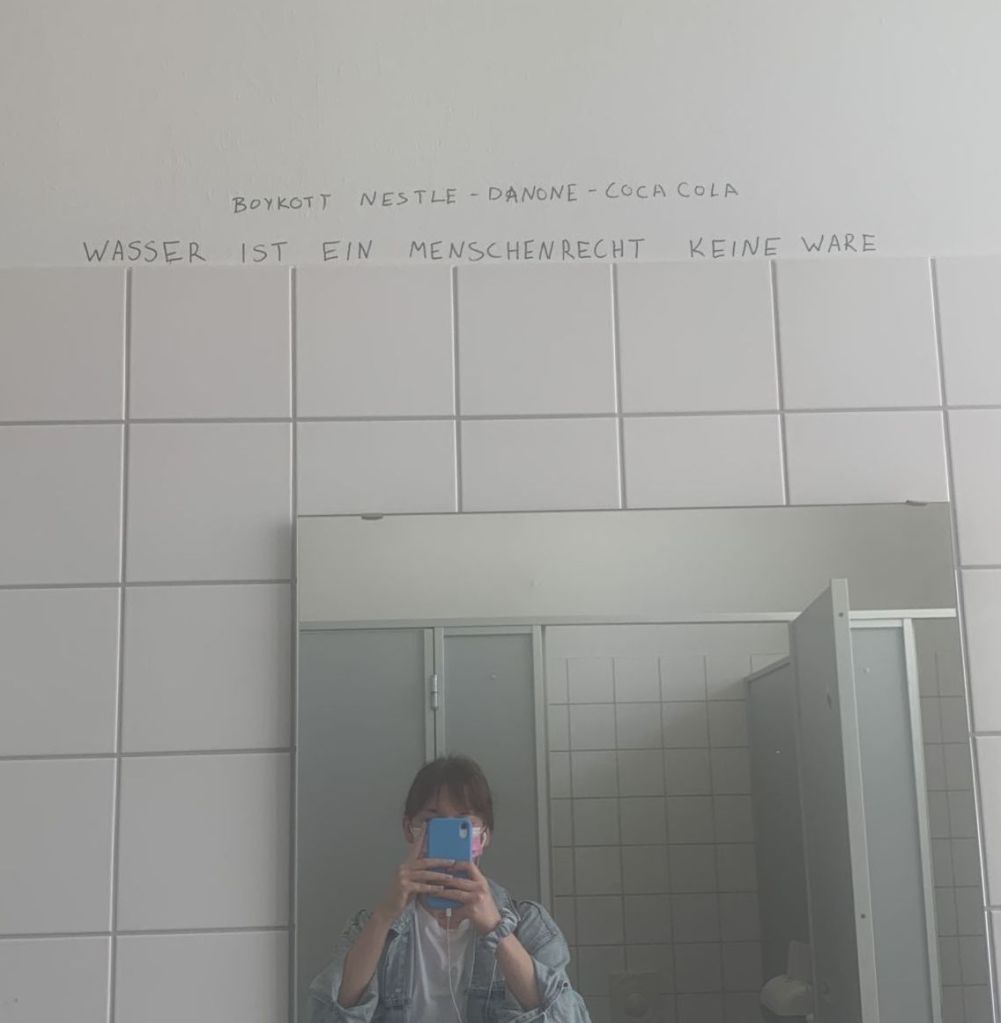 BOYKOTT NESTLE - DANONE - COCA COLA
WASSER IST EIN MENSCHENRECHT KEINE WARE